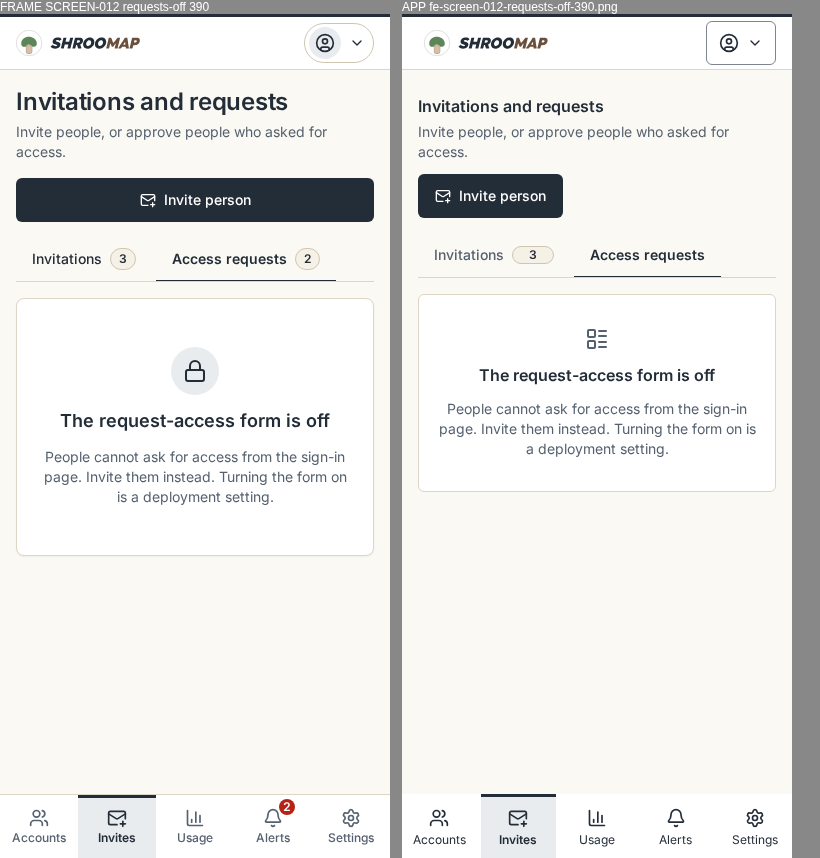 FRAME SCREEN-012 requests-off 390
SHROOMAP
Invitations and requests
Invite people, or approve people who asked for
access.
Invite person
Invitations 3 Access requests 2
The request-access form is off
People cannot ask for access from the sign-in
page. Invite them instead. Turning the form on
is a deployment setting.
2
Accounts Invites Usage Alerts Settings
APP fe-screen-012-requests-off-390.png
SHROOMAP
Invitations and requests
Invite people, or approve people who asked for
access.
Invite person
Invitations 3 Access requests
The request-access form is off
People cannot ask for access from the sign-in
page. Invite them instead. Turning the form on is
a deployment setting.
Accounts Invites Usage Alerts Settings